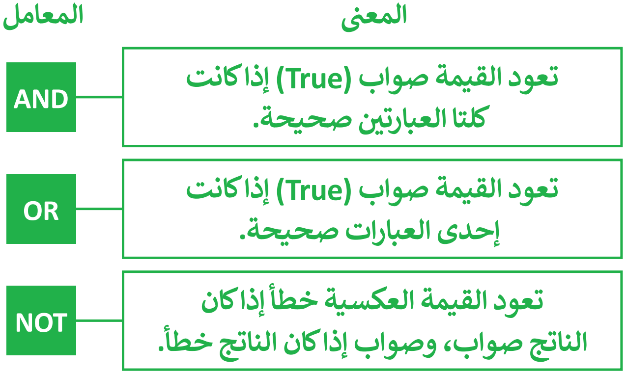 المعامل
المعنى
AND
تعود القيمة صواب (True) إذا كانت
كلتا العبارتين صحيحة.
OR
تعود القيمة صواب (True) إذا كانت
إحدى العبارات صحيحة.
NOT
تعود القيمة العكسية خطأ إذا كان
الناتج صواب، وصواب إذا كان الناتج خطأ.